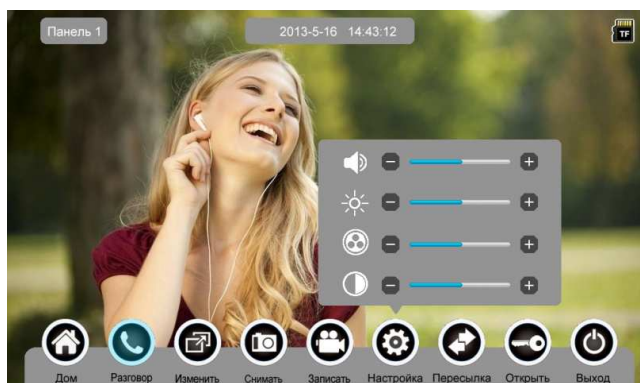 Панель 1
2013-5-16 14:43:12
TF
Дом Разговор Изменить Снимать Записать Настройка Пересылка Открыть Выход